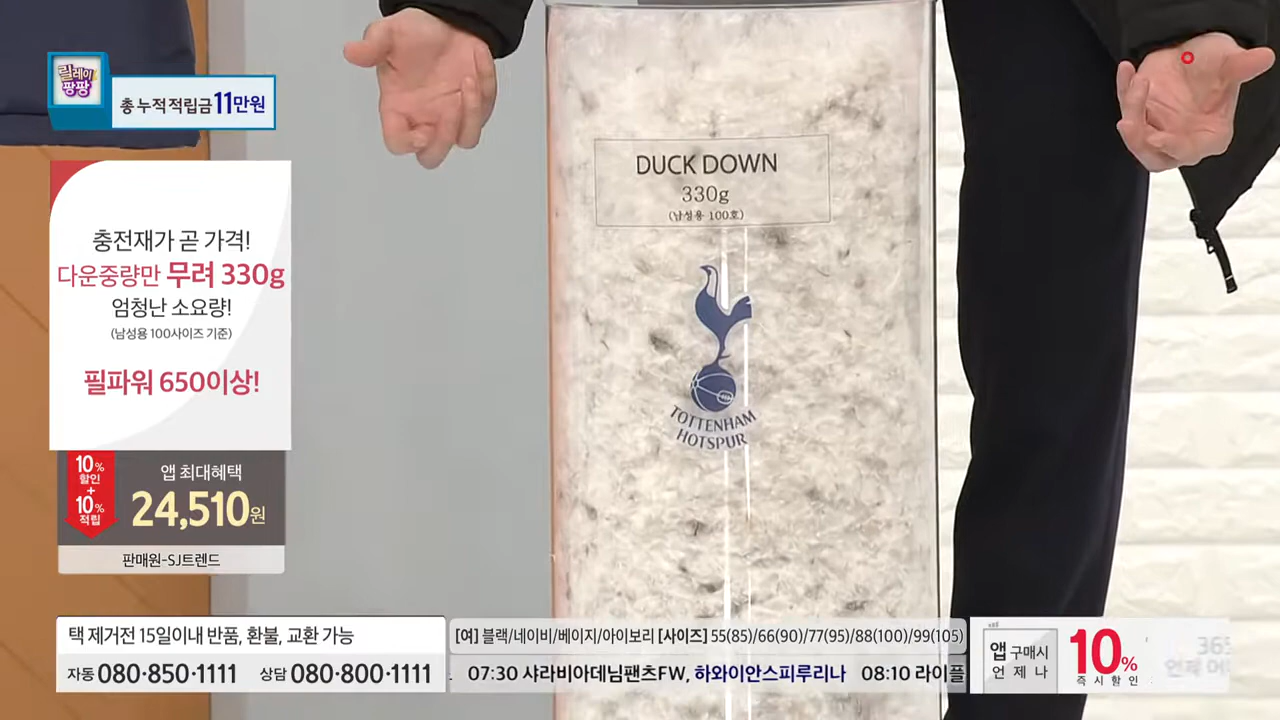 릴레이
팡팡
총 누적 적립금 11만원
충전재가 곧 가격!
다운중량만 무려 330g
엄청난 소요량!
(남성용 100사이즈 기준)
필파워 650이상!
10%
할인
+
10%
적립
앱 최대혜택
24,510원
판매원-SJ트렌드
DUCK DOWN
330g
(남성용 100호)
TOTTENHAM
HOTSPUR
택 제거전 15일이내 반품, 환불, 교환 가능
자동 080·850·1111 상담 080·800·1111
[여] 블랙/네이비/베이지/아이보리 [사이즈] 55(85)/66(90)/77(95)/88(100)/99(105)
07:30 샤라비아데님팬츠FW, 하와이안스피루리나 08:10 라이플
앱 구매시
언제나
10%
즉시할인
365
언제 어